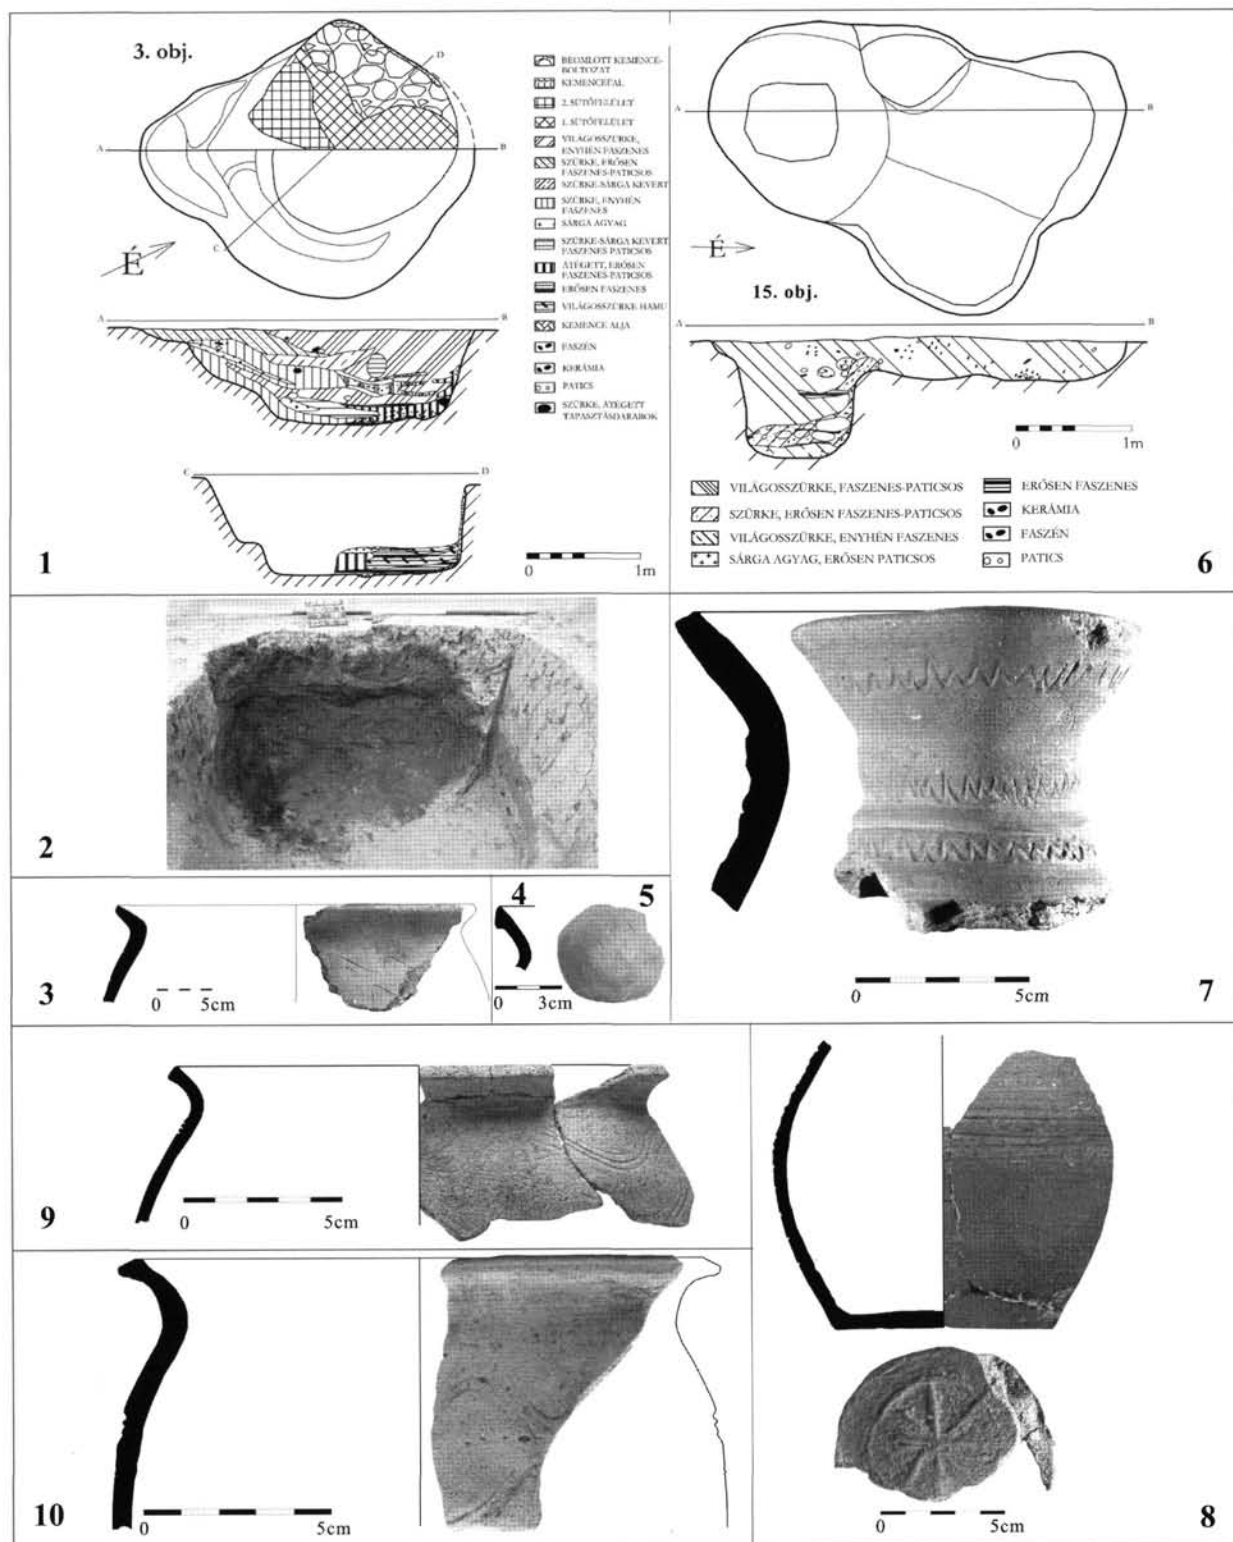 3. obj.
A
B
C
D
É
BEOMLOTT KEMENCE-
BOLTOZAT
KEMENCEFAL
2. SÜTŐFELÜLET
1. SÜTŐFELÜLET
VILÁGOSSZÜRKE,
ENYHÉN FASZENES
SZÜRKE, ERŐSEN
FASZENES-PATICSOS
SZÜRKE-SÁRGA KEVERT
SZÜRKE, ENYHÉN
FASZENES
SÁRGA AGYAG
SZÜRKE-SÁRGA KEVERT
FASZENES-PATICSOS
ÁTÉGETT, ERŐSEN
FASZENES-PATICSOS
ERŐSEN FASZENES
VILÁGOSSZÜRKE HAMU
KEMENCE ALJA
FASZÉN
KERÁMIA
PATICS
SZÜRKE, ÁTÉGETT
TAPASZTÁSDARABOK
A
B
C
D
0
1m
1
A
B
É
15. obj.
A
B
0
1m
VILÁGOSSZÜRKE, FASZENES-PATICSOS
SZÜRKE, ERŐSEN FASZENES-PATICSOS
VILÁGOSSZÜRKE, ENYHÉN FASZENES
SÁRGA AGYAG, ERŐSEN PATICSOS
ERŐSEN FASZENES
KERÁMIA
FASZÉN
PATICS
6
2
3
0
5cm
4
5
0
3cm
7
0
5cm
9
0
5cm
10
0
5cm
8
0
5cm